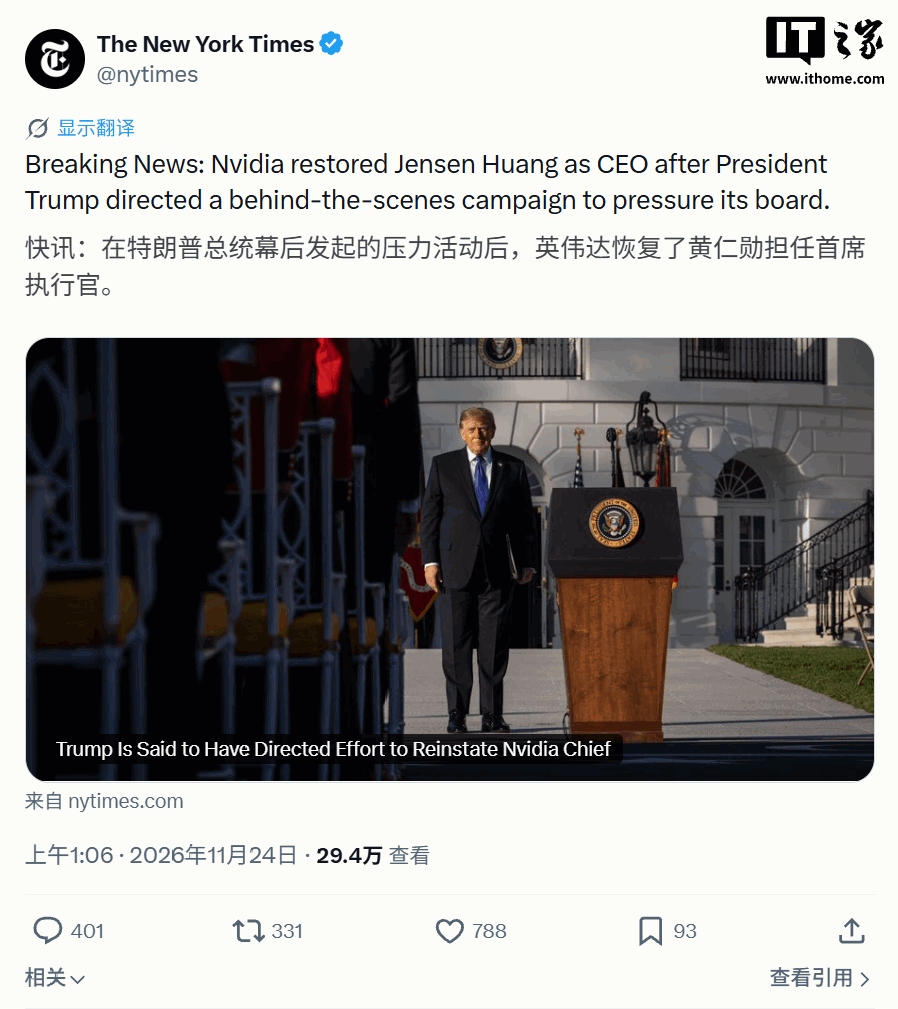 IT之家
www.ithome.com
The New York Times
@nytimes
显示翻译
Breaking News: Nvidia restored Jensen Huang as CEO after President
Trump directed a behind-the-scenes campaign to pressure its board.
快讯：在特朗普总统幕后发起的压力活动后，英伟达恢复了黄仁勋担任首席
执行官。
Trump Is Said to Have Directed Effort to Reinstate Nvidia Chief
来自 nytimes.com
上午1:06 · 2026年11月24日 · 29.4万 查看
401 331 788 93
相关 查看引用